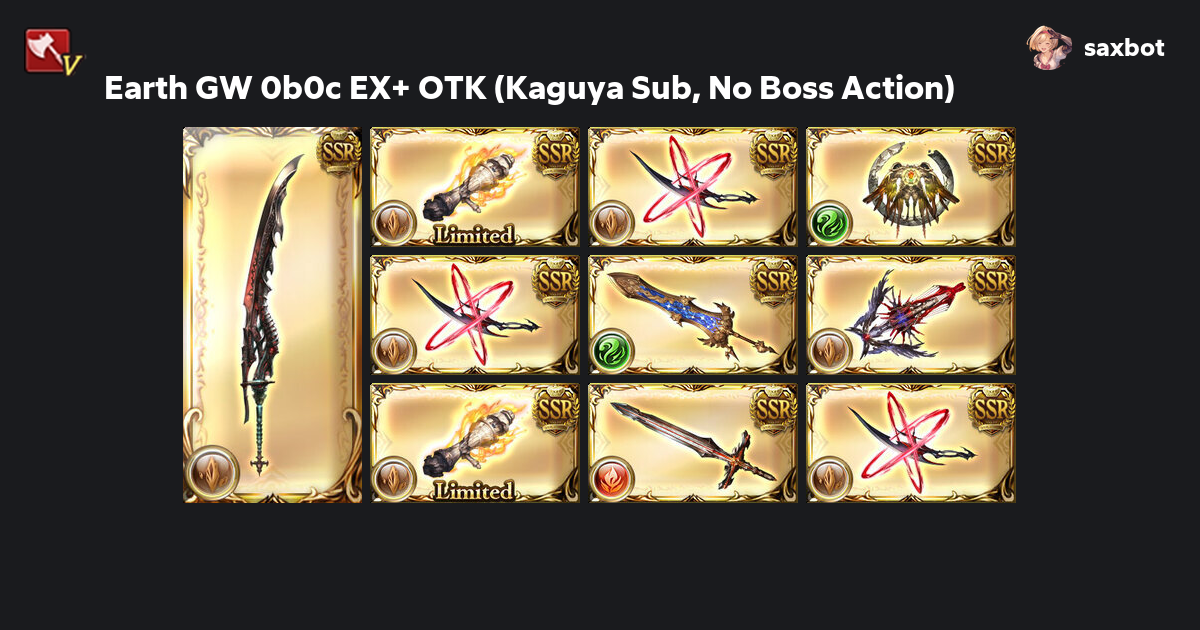 V
saxbot
Earth GW 0b0c EX+ OTK (Kaguya Sub, No Boss Action)
SSR
SSR
Limited
SSR
SSR
SSR
SSR
SSR
SSR
Limited
SSR
SSR